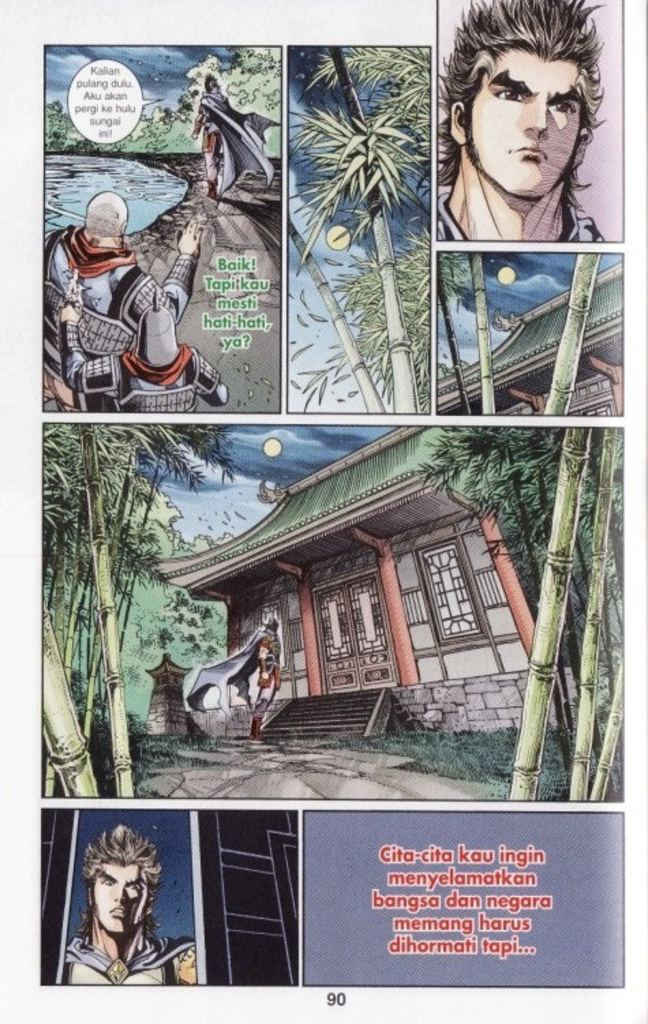 Kalian
pulang dulu.
Aku akan
pergi ke hulu
sungai
ini!
Baik!
Tapi kau
mesti
hati-hati,
ya?
Cita-cita kau ingin
menyelamatkan
bangsa dan negara
memang harus
dihormati tapi...
90